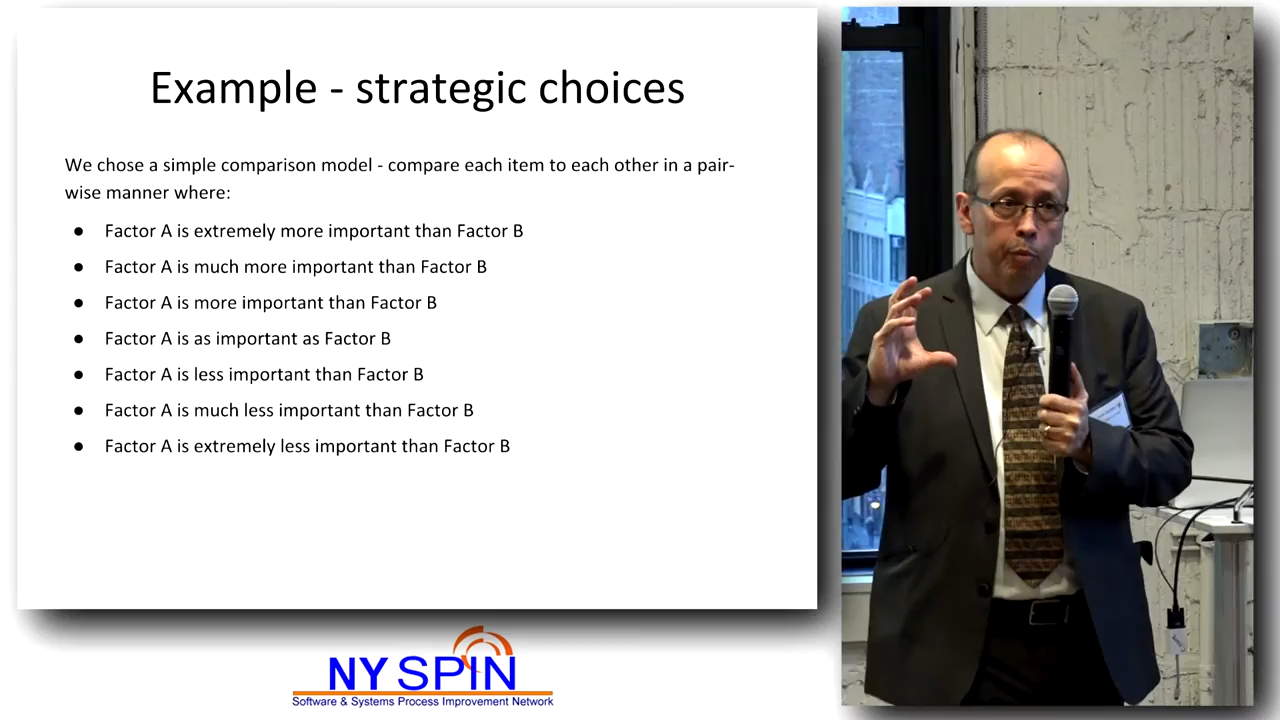 Example - strategic choices
We chose a simple comparison model - compare each item to each other in a pair-
wise manner where:
● Factor A is extremely more important than Factor B
● Factor A is much more important than Factor B
● Factor A is more important than Factor B
● Factor A is as important as Factor B
● Factor A is less important than Factor B
● Factor A is much less important than Factor B
● Factor A is extremely less important than Factor B
NY SPIN
Software & Systems Process Improvement Network